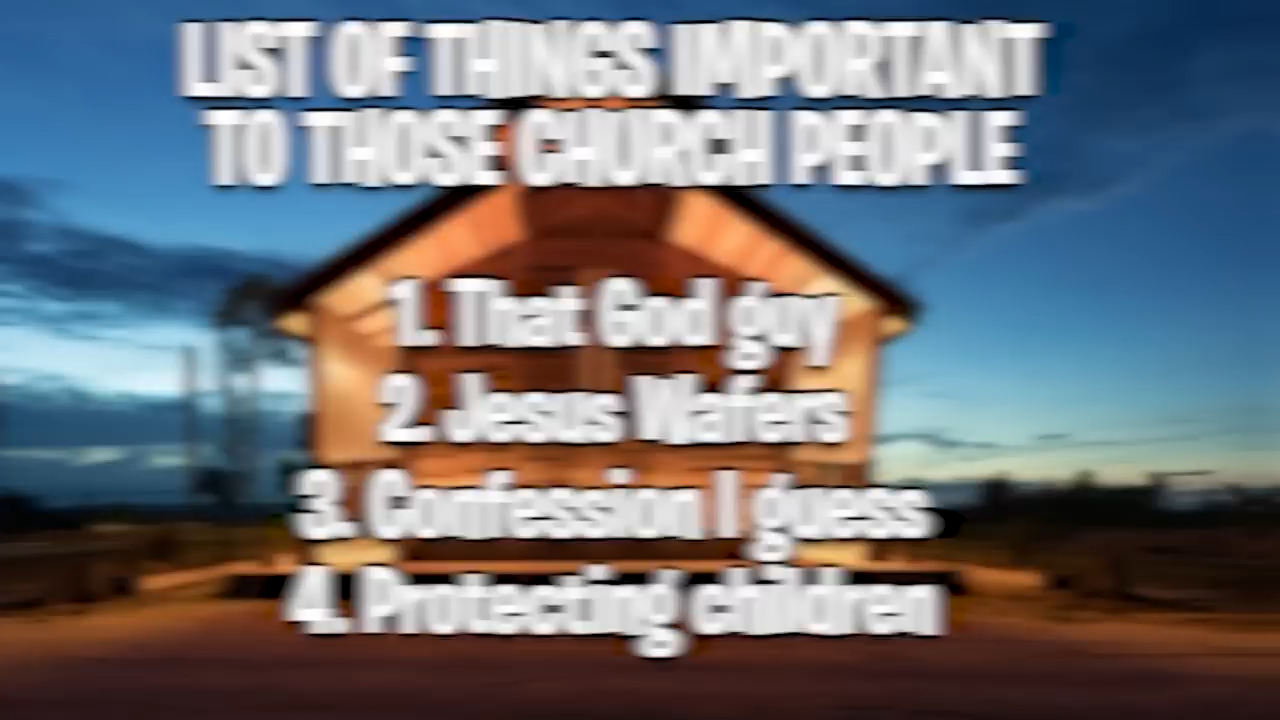 LIST OF THINGS IMPORTANT
TO THOSE CHURCH PEOPLE
1. That God guy
2. Jesus Wafers
3. Confession I guess
4. Protecting children